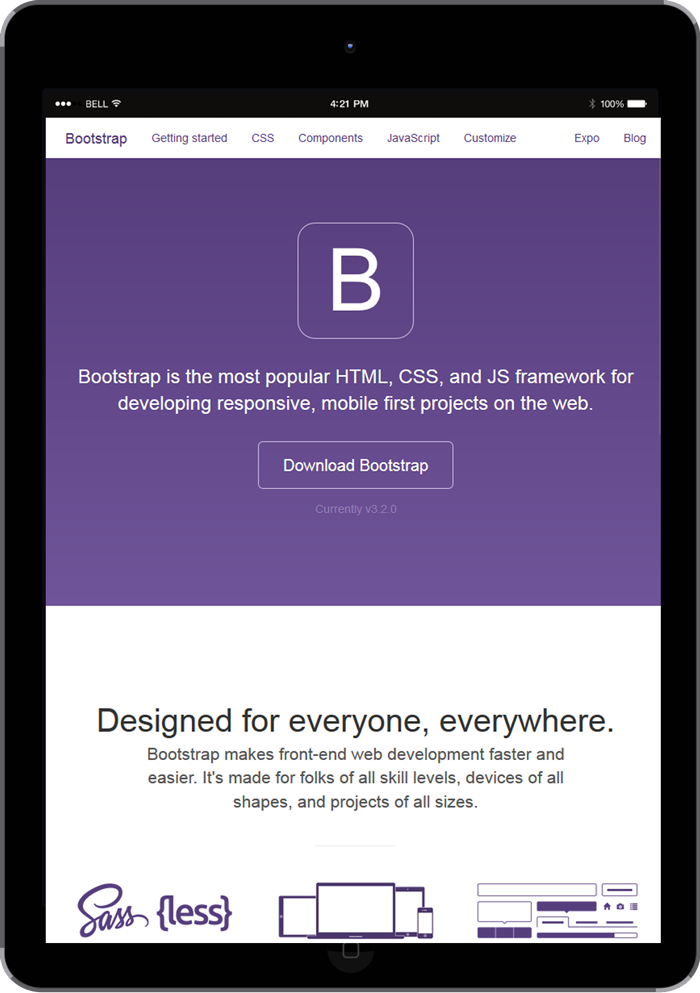 BELL 4:21 PM 100%
Bootstrap Getting started CSS Components JavaScript Customize Expo Blog
B
Bootstrap is the most popular HTML, CSS, and JS framework for
developing responsive, mobile first projects on the web.
Download Bootstrap
Currently v3.2.0
Designed for everyone, everywhere.
Bootstrap makes front-end web development faster and
easier. It's made for folks of all skill levels, devices of all
shapes, and projects of all sizes.
Sass {less}